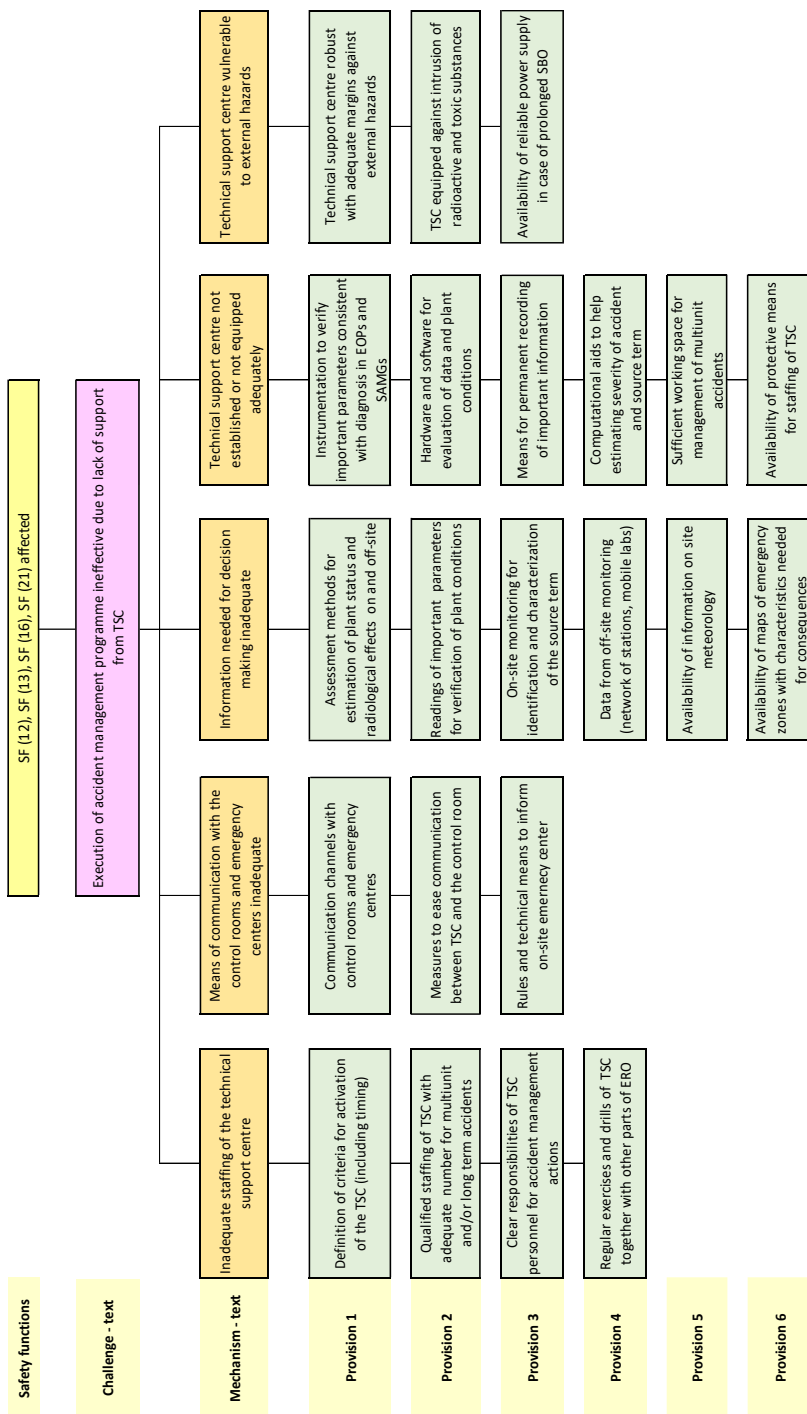 Safety functions
SF (12), SF (13), SF (16), SF (21) affected
Challenge - text
Execution of accident management programme ineffective due to lack of support
from TSC
Mechanism - text
Inadequate staffing of the technical
support centre
Means of communication with the
control rooms and emergency
centers inadequate
Information needed for decision
making inadequate
Technical support centre not
established or not equipped
adequately
Technical support centre vulnerable
to external hazards
Provision 1
Definition of criteria for activation
of the TSC (including timing)
Communication channels with
control rooms and emergency
centres
Assessment methods for
estimation of plant status and
radiological effects on and off-site
Instrumentation to verify
important parameters consistent
with diagnosis in EOPs and
SAMGs
Technical support centre robust
with adequate margins against
external hazards
Provision 2
Qualified staffing of TSC with
adequate number for multiunit
and/or long term accidents
Measures to ease communication
between TSC and the control room
Readings of important parameters
for verification of plant conditions
Hardware and software for
evaluation of data and plant
conditions
TSC equipped against intrusion of
radioactive and toxic substances
Provision 3
Clear responsibilities of TSC
personnel for accident management
actions
Rules and technical means to inform
on-site emernecy center
On-site monitoring for
identification and characterization
of the source term
Means for permanent recording
of important information
Availability of reliable power supply
in case of prolonged SBO
Provision 4
Regular exercises and drills of TSC
together with other parts of ERO
Data from off-site monitoring
(network of stations, mobile labs)
Computational aids to help
estimating severity of accident
and source term
Provision 5
Availability of information on site
meteorology
Sufficient working space for
management of multiunit
accidents
Provision 6
Availability of maps of emergency
zones with characteristics needed
for consequences
Availability of protective means
for staffing of TSC